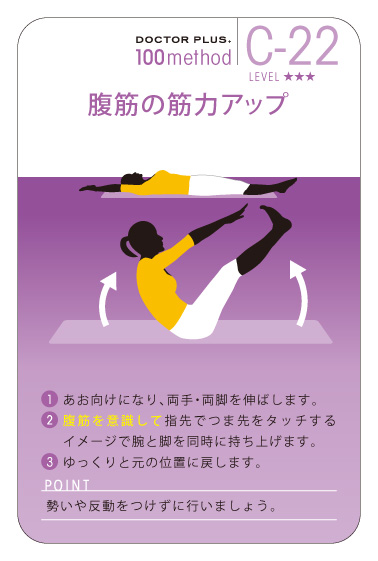 DOCTOR PLUS.
100method
C-22
LEVEL ★★★
腹筋の筋力アップ
1 あお向けになり、両手・両脚を伸ばします。
2 腹筋を意識して指先でつま先をタッチする
イメージで腕と脚を同時に持ち上げます。
3 ゆっくりと元の位置に戻します。
POINT
勢いや反動をつけずに行いましょう。